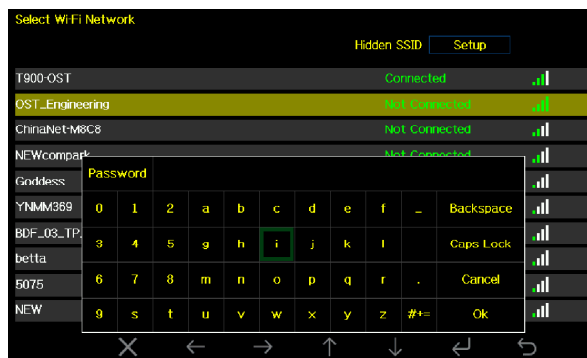 Select Wi-Fi Network
Hidden SSID Setup
T900-OST Connected
OST_Engineering Not Connected
ChinaNet-M8C8 Not Connected
NEWcompark Not Connected
Goddess
YNMM369
BDF_03_TP.
betta
5075
NEW
Password
0 1 2 a b c d e f _ Backspace
3 4 5 g h i j k l Caps Lock
6 7 8 m n o p q r . Cancel
9 s t u v w x y z #+= Ok